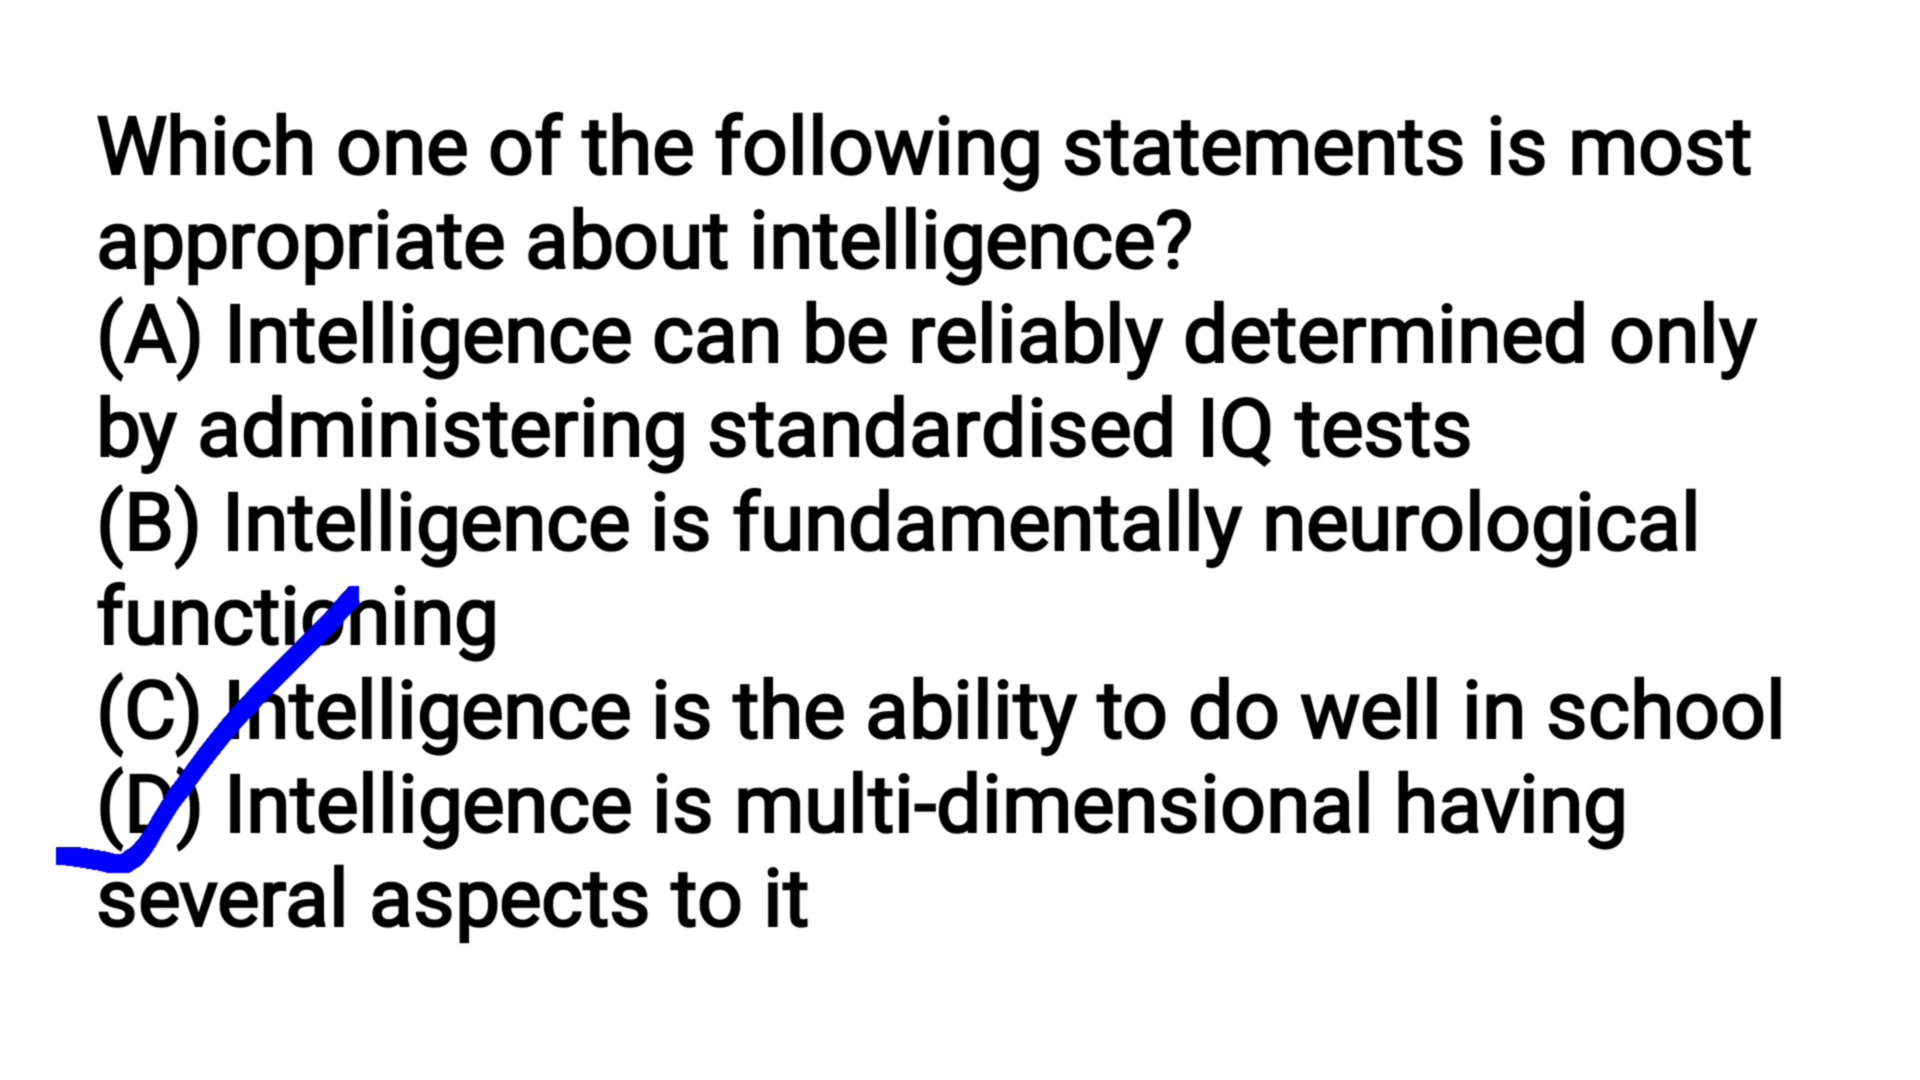 Which one of the following statements is most
appropriate about intelligence?
(A) Intelligence can be reliably determined only
by administering standardised IQ tests
(B) Intelligence is fundamentally neurological
functioning
(C) Intelligence is the ability to do well in school
(D) Intelligence is multi-dimensional having
several aspects to it